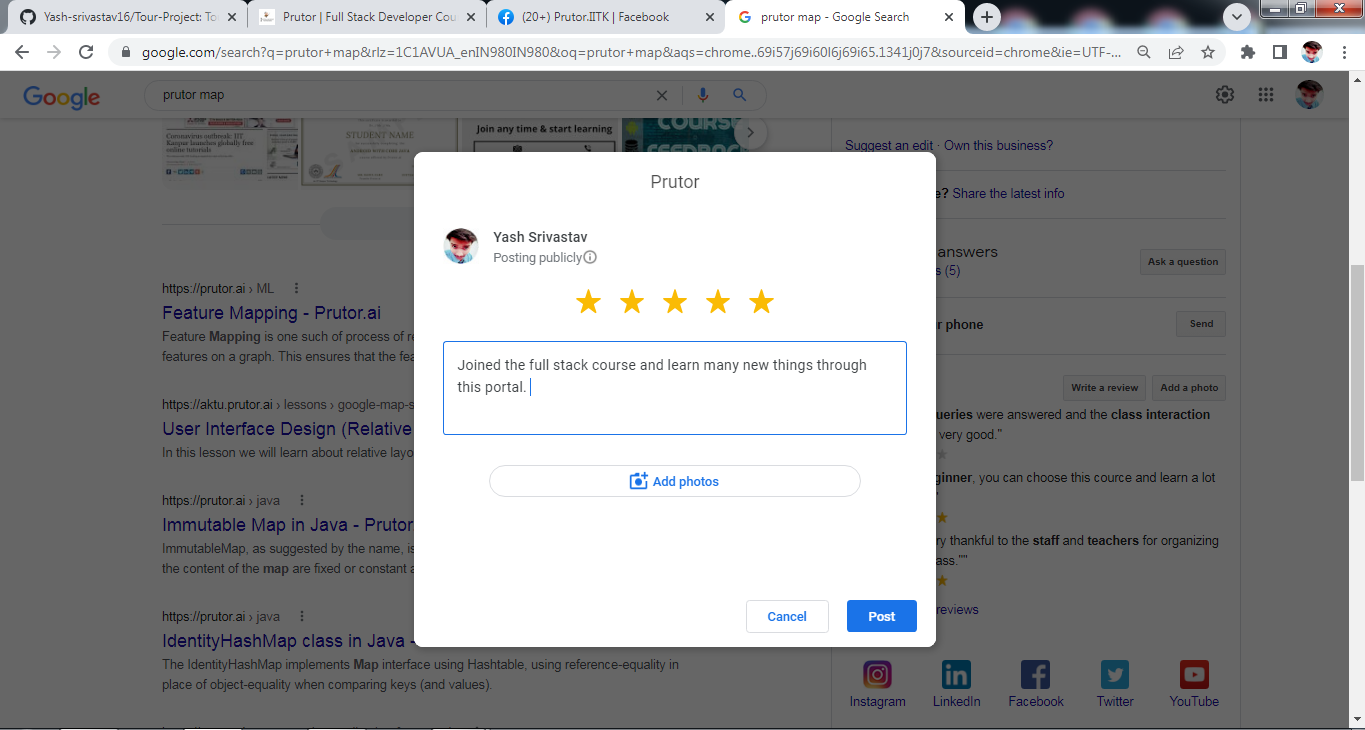 Yash-srivastav16/Tour-Project: To
Prutor | Full Stack Developer Cou
(20+) Prutor.IITK | Facebook
prutor map - Google Search
google.com/search?q=prutor+map&rlz=1C1AVUA_enIN980IN980&oq=prutor+map&aqs=chrome..69i57j69i60l6j69i65.1341j0j7&sourceid=chrome&ie=UTF-...
Google
prutor map
Coronavirus outbreak: IIT
Kanpur launches globally free
online tutorials
STUDENT NAME
Join any time & start learning
COURSE
FEEDBACK
https://prutor.ai › ML
Feature Mapping - Prutor.ai
Feature Mapping is one such of process of re
features on a graph. This ensures that the fea
https://aktu.prutor.ai › lessons › google-map-s
User Interface Design (Relative
In this lesson we will learn about relative layo
https://prutor.ai › java
Immutable Map in Java - Prutor
ImmutableMap, as suggested by the name, is
the content of the map are fixed or constant a
https://prutor.ai › java
IdentityHashMap class in Java -
The IdentityHashMap implements Map interface using Hashtable, using reference-equality in
place of object-equality when comparing keys (and values).
Prutor
Yash Srivastav
Posting publicly
Joined the full stack course and learn many new things through
this portal.
Add photos
Cancel
Post
Suggest an edit · Own this business?
e? Share the latest info
answers
s (5)
Ask a question
r phone
Send
Write a review
Add a photo
ueries were answered and the class interaction
very good."
ginner, you can choose this cource and learn a lot
ry thankful to the staff and teachers for organizing
ass.""
reviews
Instagram
LinkedIn
Facebook
Twitter
YouTube